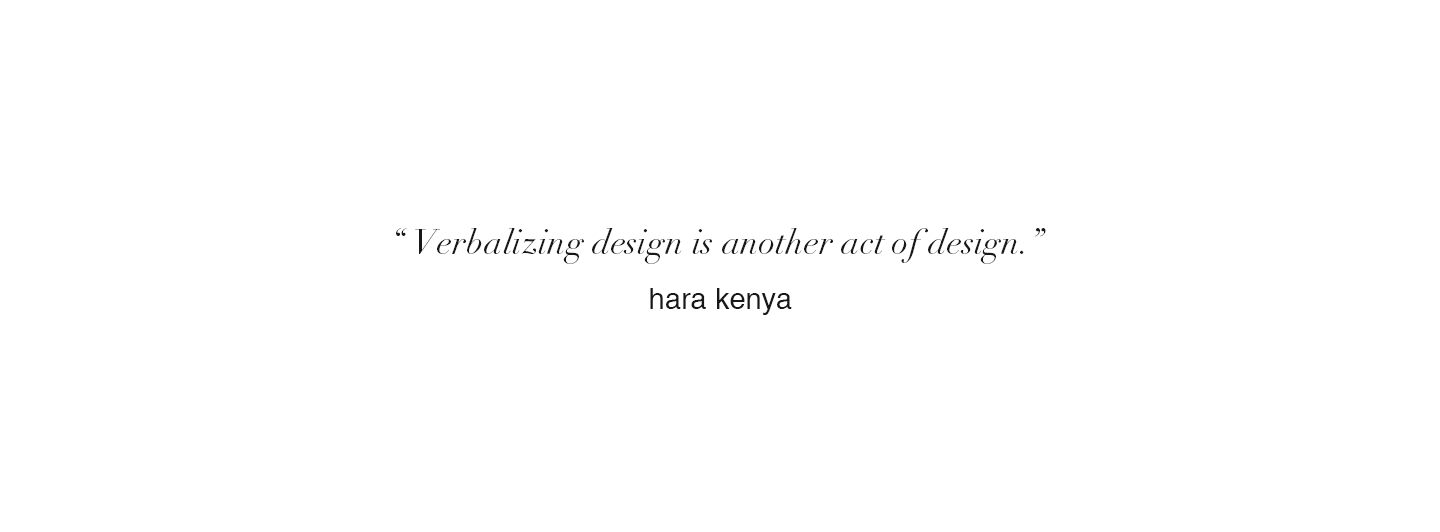 “Verbalizing design is another act of design.”
hara kenya